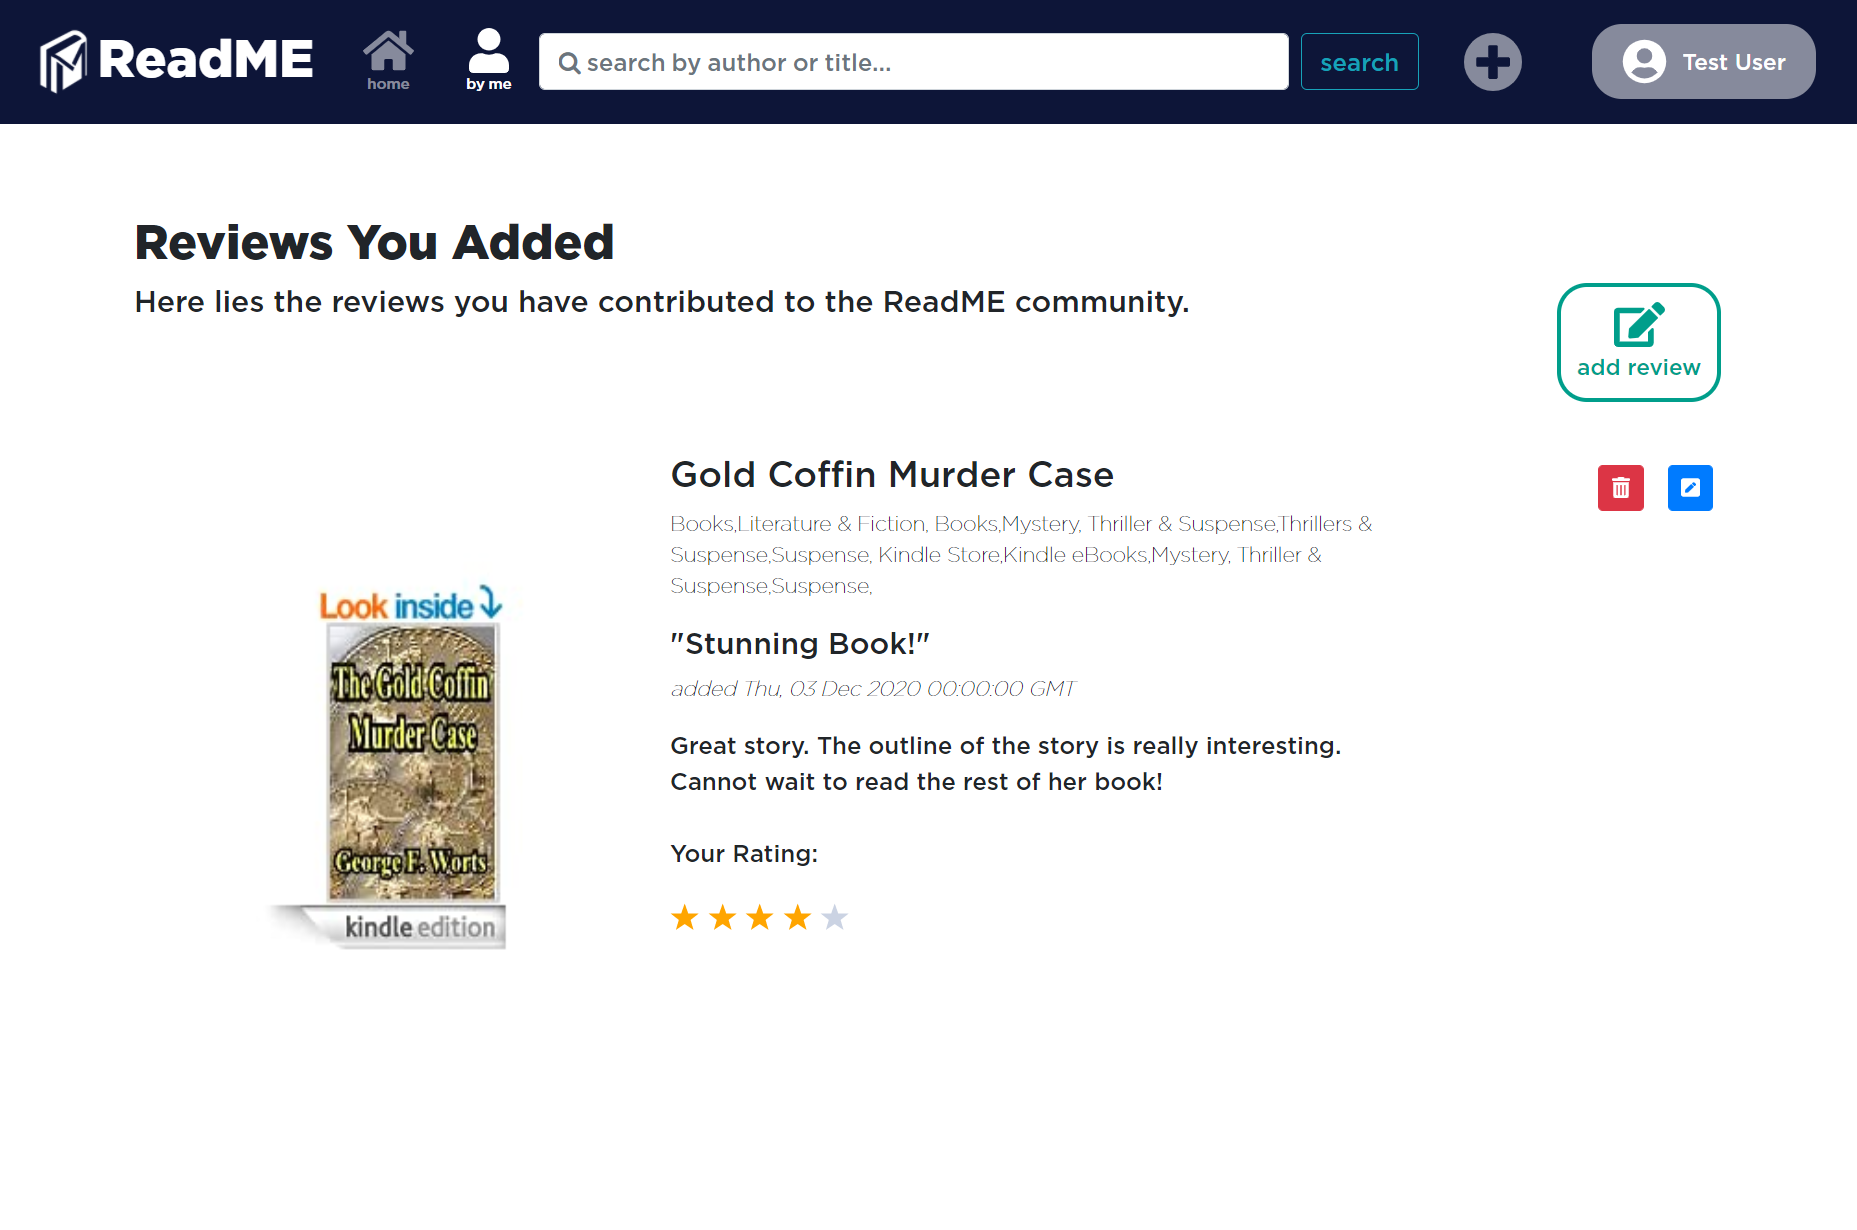 ReadME
home
by me
search by author or title...
search
Test User
Reviews You Added
Here lies the reviews you have contributed to the ReadME community.
add review
Gold Coffin Murder Case
Books,Literature & Fiction, Books,Mystery, Thriller & Suspense,Thrillers &
Suspense,Suspense, Kindle Store,Kindle eBooks,Mystery, Thriller &
Suspense,Suspense,
"Stunning Book!"
added Thu, 03 Dec 2020 00:00:00 GMT
Great story. The outline of the story is really interesting.
Cannot wait to read the rest of her book!
Your Rating:
Look inside
The Gold Coffin
Murder Case
George F. Worts
kindle edition